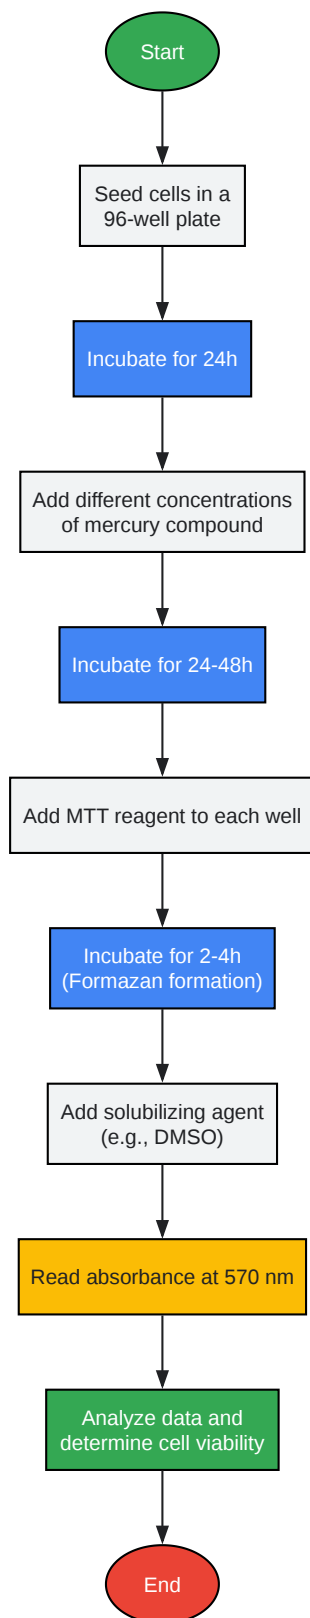 Start
Seed cells in a
96-well plate
Incubate for 24h
Add different concentrations
of mercury compound
Incubate for 24-48h
Add MTT reagent to each well
Incubate for 2-4h
(Formazan formation)
Add solubilizing agent
(e.g., DMSO)
Read absorbance at 570 nm
Analyze data and
determine cell viability
End